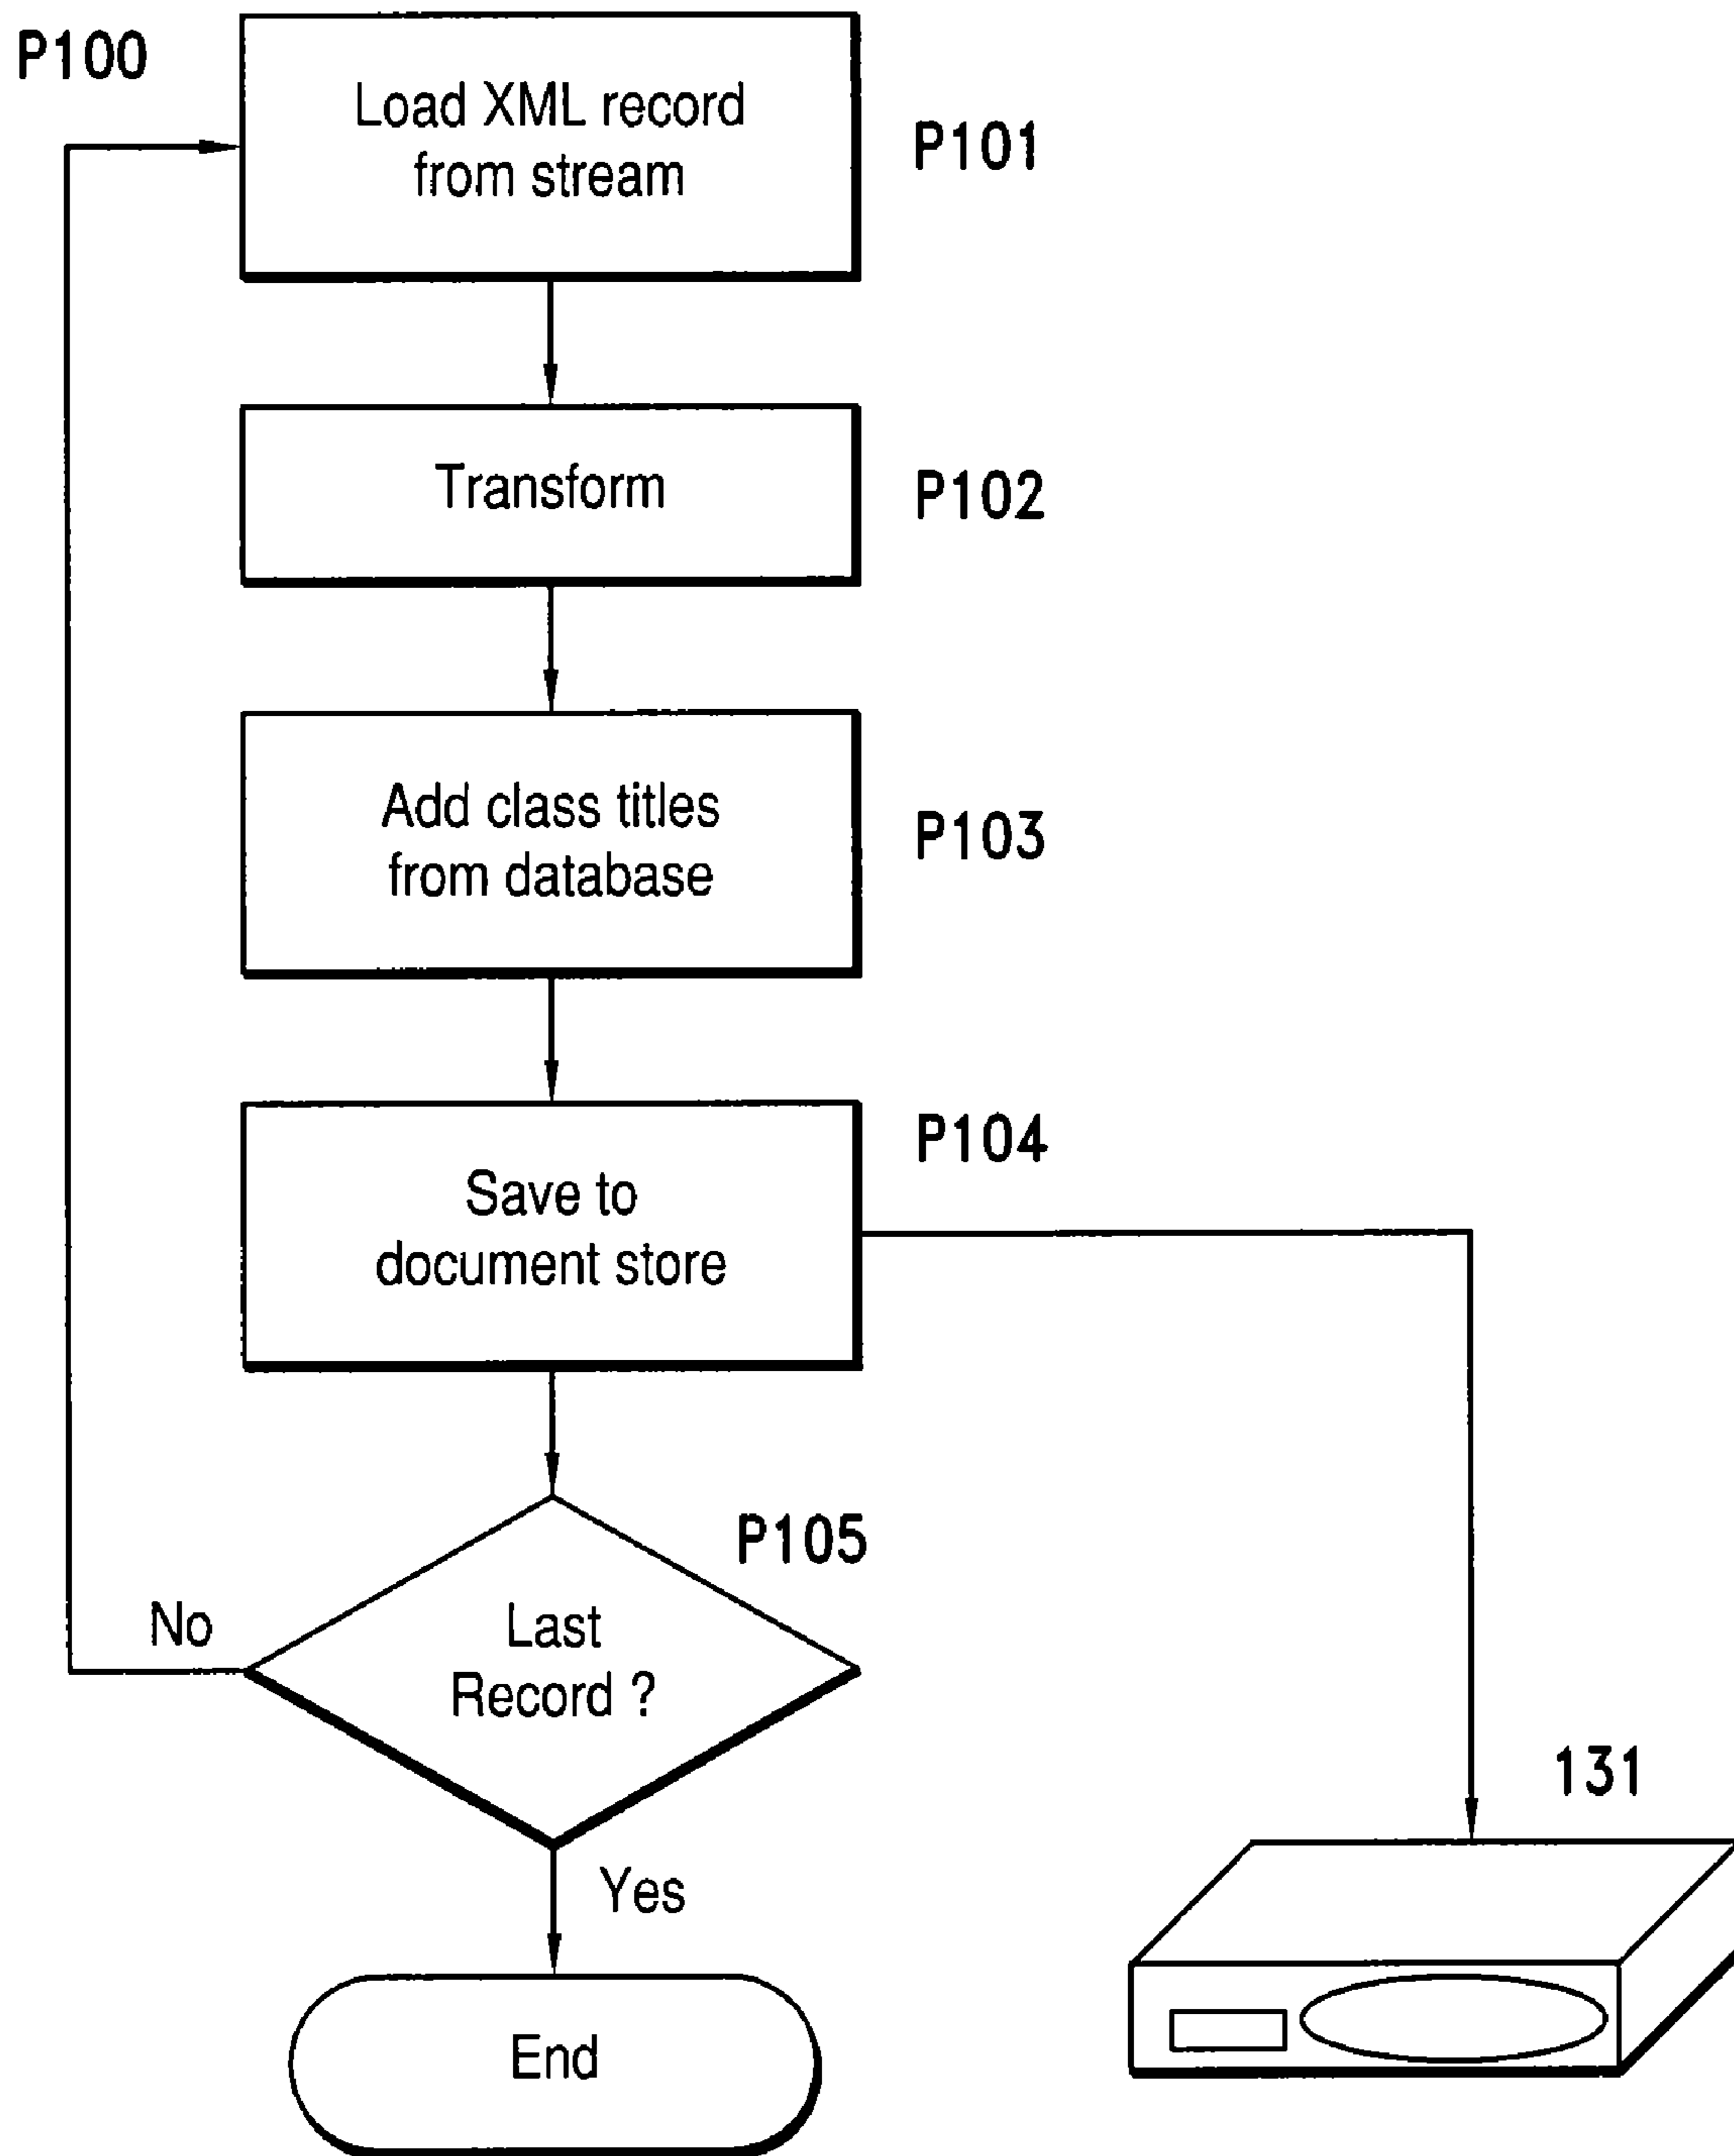 P100
Load XML record
from stream
P101
Transform
P102
Add class titles
from database
P103
P104
Save to
document store
P105
No
Last
Record ?
131
Yes
End